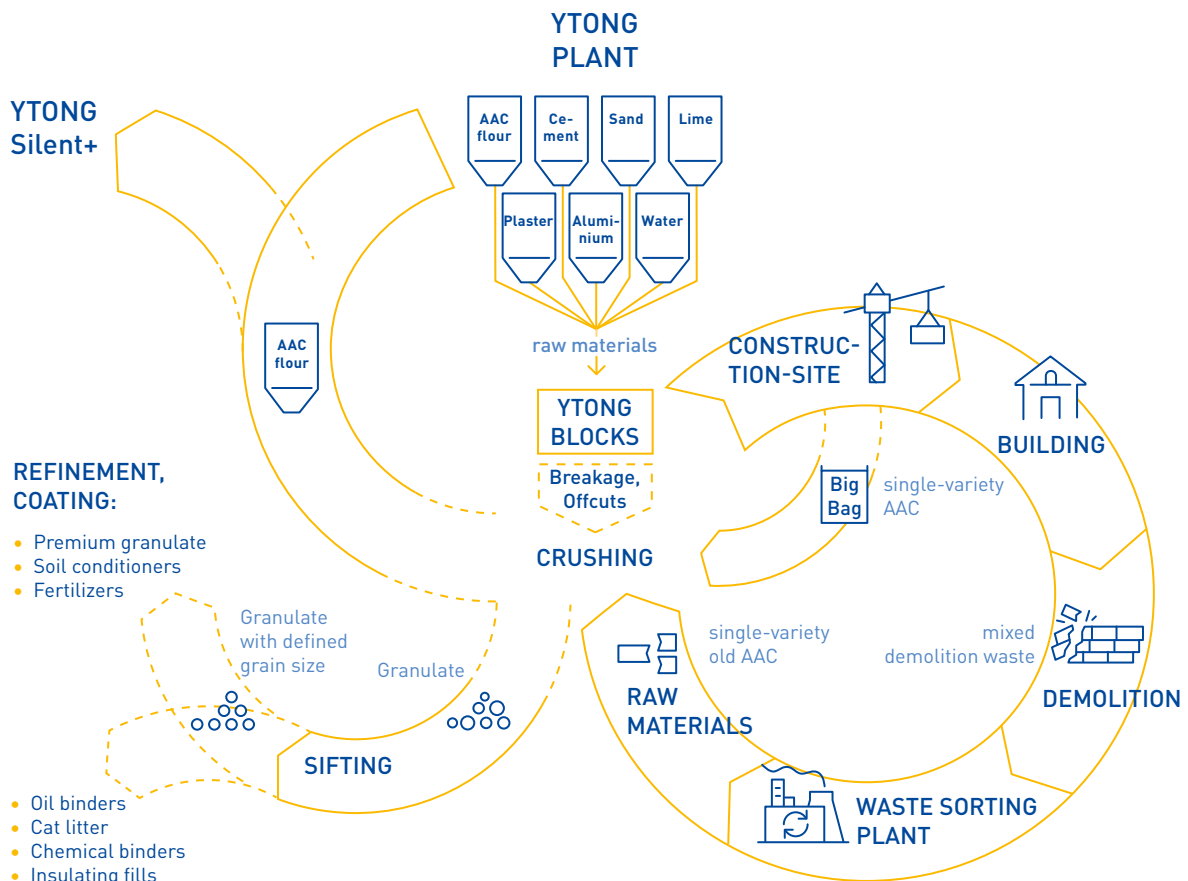 YTONG
PLANT
YTONG
Silent+
AAC
flour
Ce-
ment
Sand
Lime
Plaster
Alumi-
nium
Water
raw materials
AAC
flour
CONSTRUC-
TION-SITE
YTONG
BLOCKS
BUILDING
Breakage,
Offcuts
REFINEMENT,
COATING:
Premium granulate
Soil conditioners
Fertilizers
Big
Bag
single-variety
AAC
CRUSHING
Granulate
with defined
grain size
Granulate
single-variety
old AAC
mixed
demolition waste
RAW
MATERIALS
DEMOLITION
SIFTING
WASTE SORTING
PLANT
Oil binders
Cat litter
Chemical binders
Insulating fills